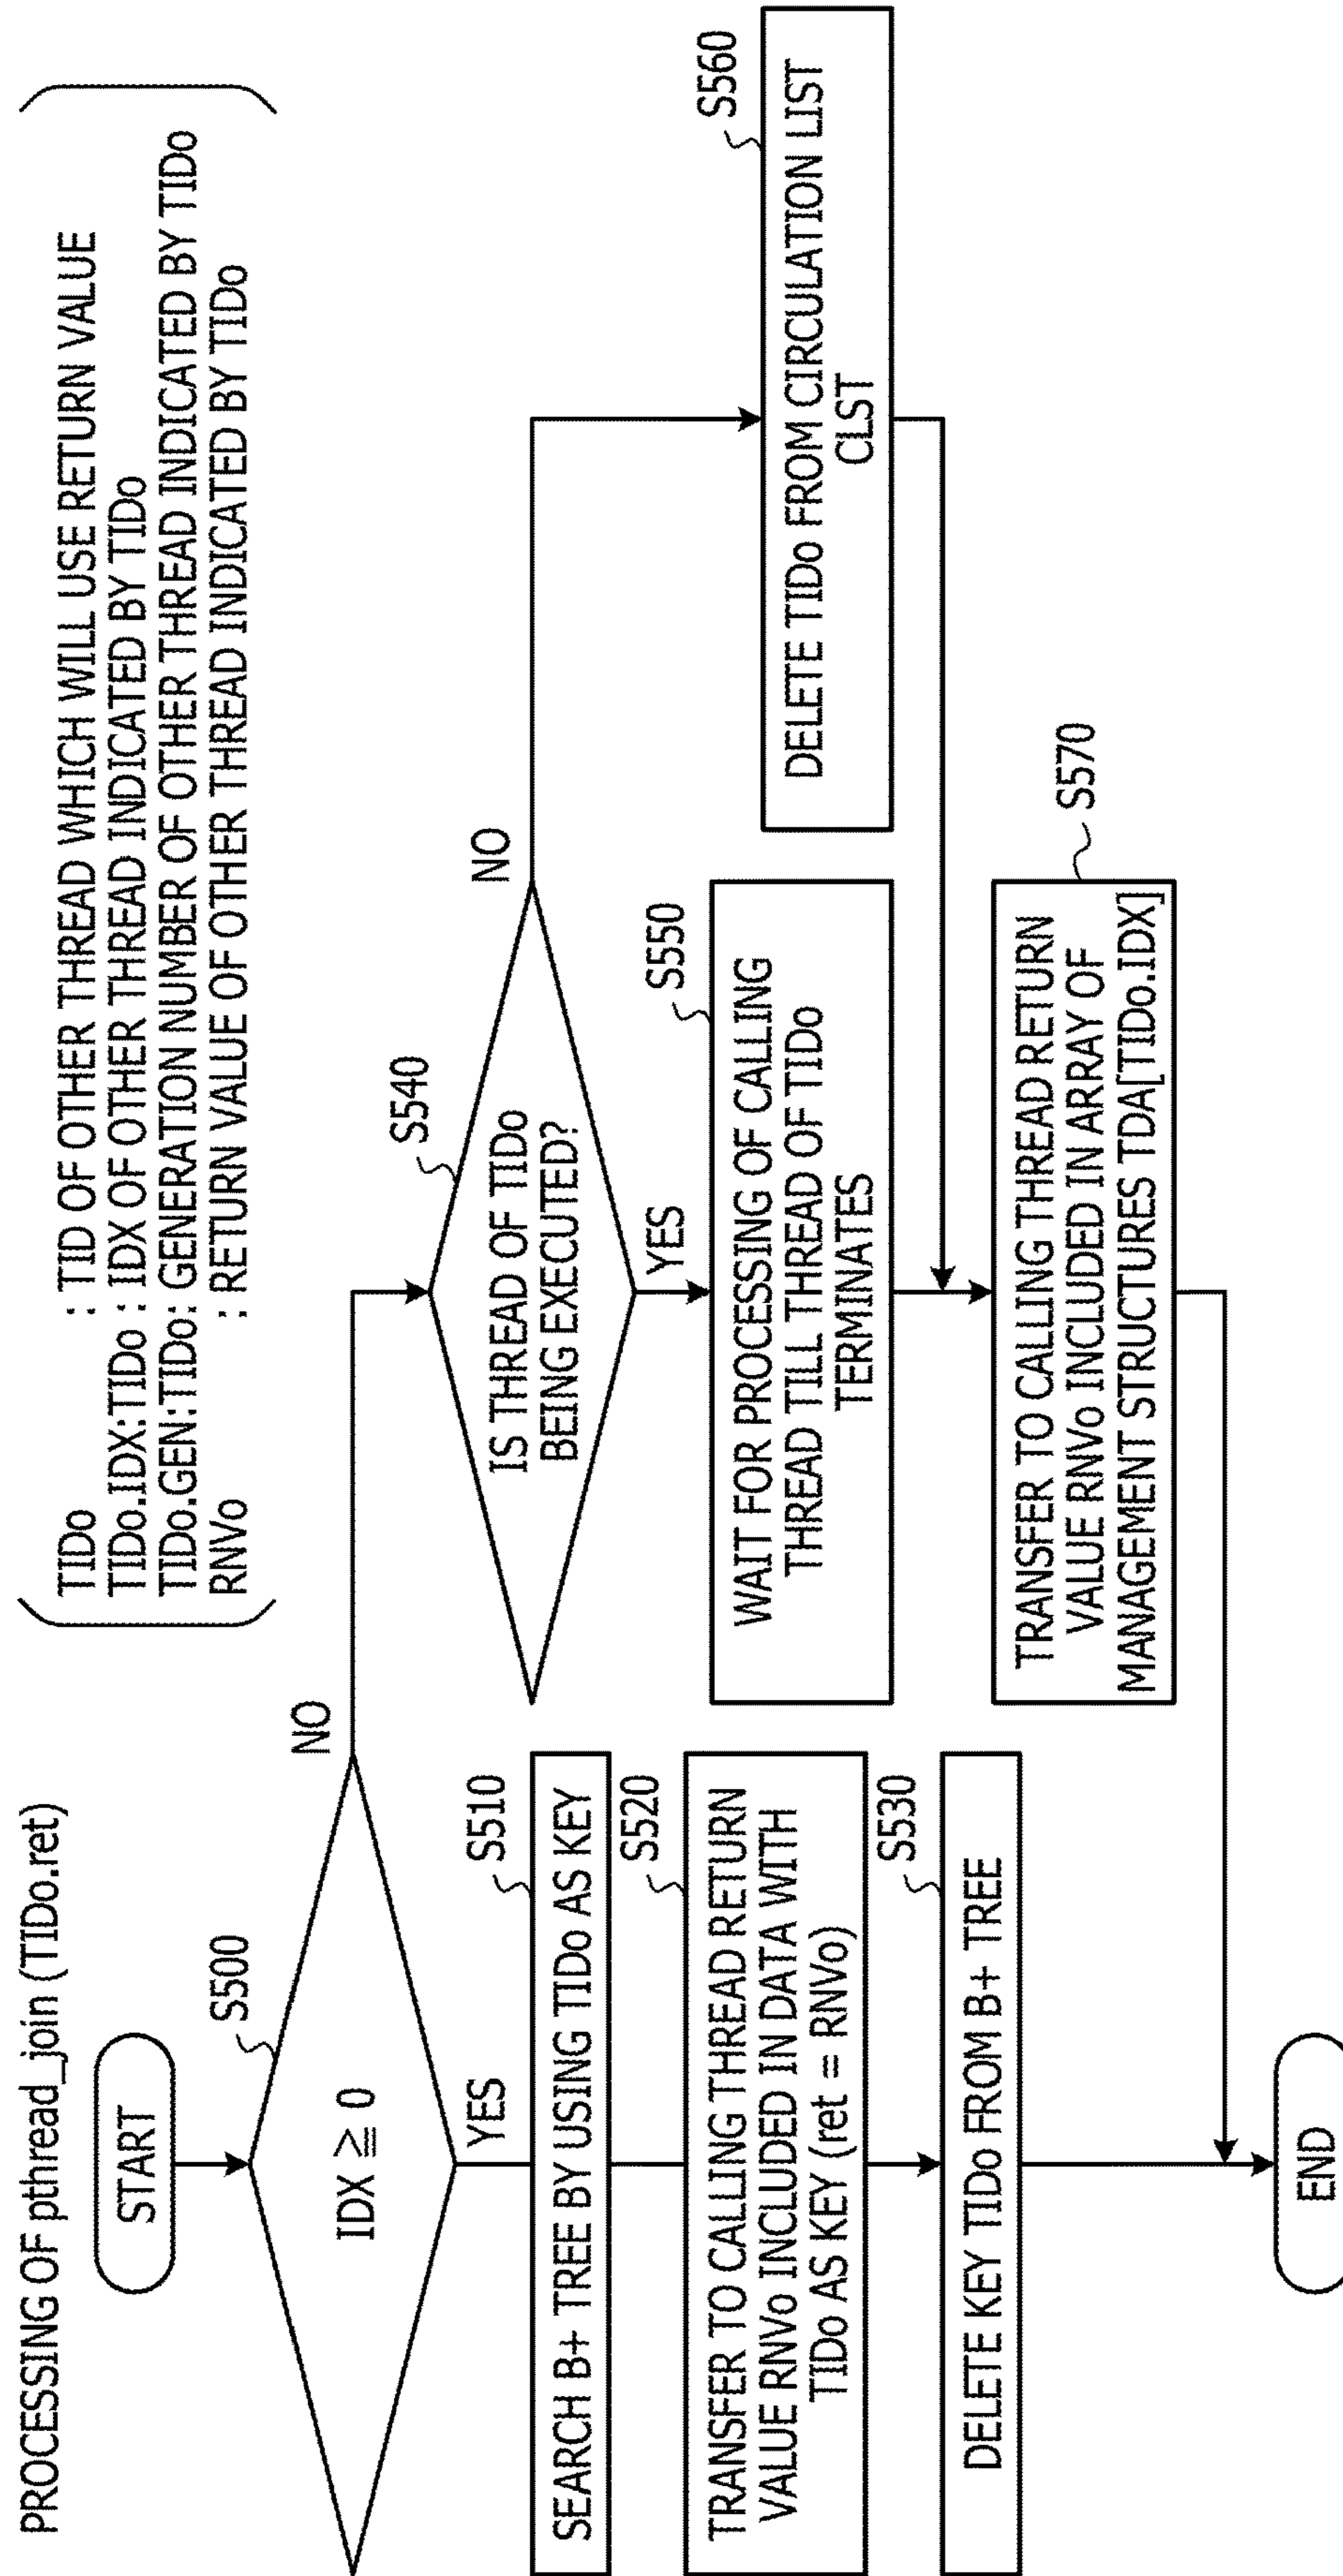 PROCESSING OF pthread_join (TIDo.ret)
TIDo : TID OF OTHER THREAD WHICH WILL USE RETURN VALUE
TIDo.IDX:TIDo : IDX OF OTHER THREAD INDICATED BY TIDo
TIDo.GEN:TIDo: GENERATION NUMBER OF OTHER THREAD INDICATED BY TIDo
RNVo : RETURN VALUE OF OTHER THREAD INDICATED BY TIDo
START
S500
IDX ≧ 0
NO
YES
S510
SEARCH B+ TREE BY USING TIDo AS KEY
S520
TRANSFER TO CALLING THREAD RETURN
VALUE RNVo INCLUDED IN DATA WITH
TIDo AS KEY (ret = RNVo)
S530
DELETE KEY TIDo FROM B+ TREE
S540
IS THREAD OF TIDo
BEING EXECUTED?
NO
YES
S550
WAIT FOR PROCESSING OF CALLING
THREAD TILL THREAD OF TIDo
TERMINATES
S560
DELETE TIDo FROM CIRCULATION LIST
CLST
S570
TRANSFER TO CALLING THREAD RETURN
VALUE RNVo INCLUDED IN ARRAY OF
MANAGEMENT STRUCTURES TDA[TIDo.IDX]
END